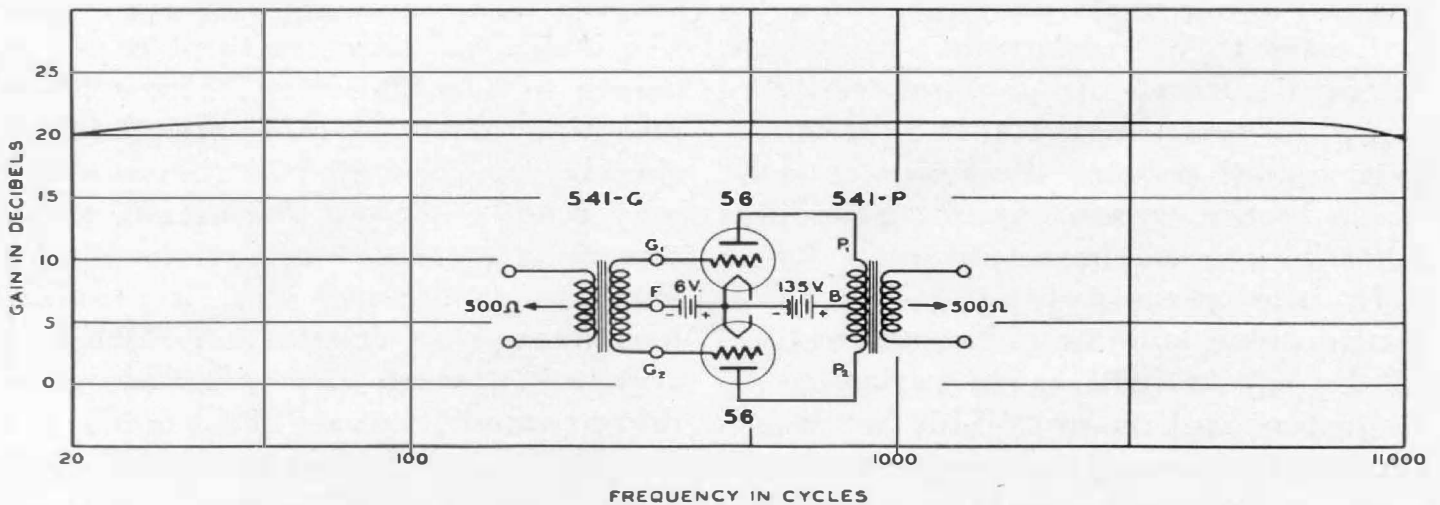 GAIN IN DECIBELS
25
20
15
10
5
0
541-G 56 541-P
G₁ P₁
500Ω F 6V. 135V. B 500Ω
- + - +
G₂ P₂
56
20 100 1000 11000
FREQUENCY IN CYCLES